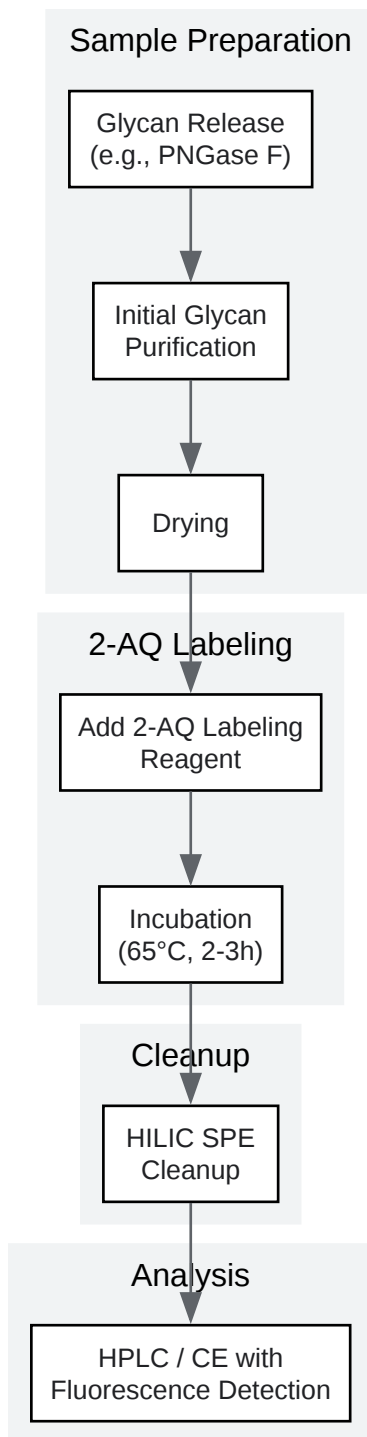 Sample Preparation
Glycan Release
(e.g., PNGase F)
Initial Glycan
Purification
Drying
2-AQ Labeling
Add 2-AQ Labeling
Reagent
Incubation
(65°C, 2-3h)
Cleanup
HILIC SPE
Cleanup
Analysis
HPLC / CE with
Fluorescence Detection